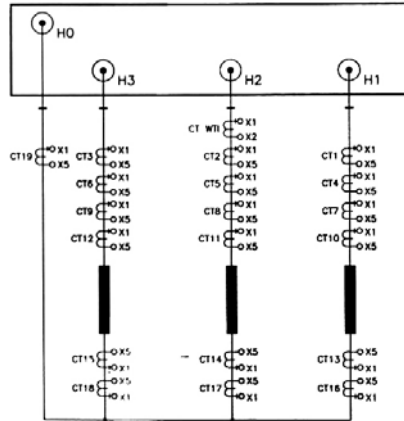 H0
H3 H2 H1
CT WTI X1 X2
CT19 X1 X5 CT3 X1 X5 CT2 X1 X5 CT1 X1 X5
CT6 X1 X5 CT5 X1 X5 CT4 X1 X5
CT9 X1 X5 CT8 X1 X5 CT7 X1 X5
CT12 X1 X5 CT11 X1 X5 CT10 X1 X5
CT15 X5 X1 CT14 X5 X1 CT13 X5 X1
CT18 X5 X1 CT17 X5 X1 CT16 X5 X1